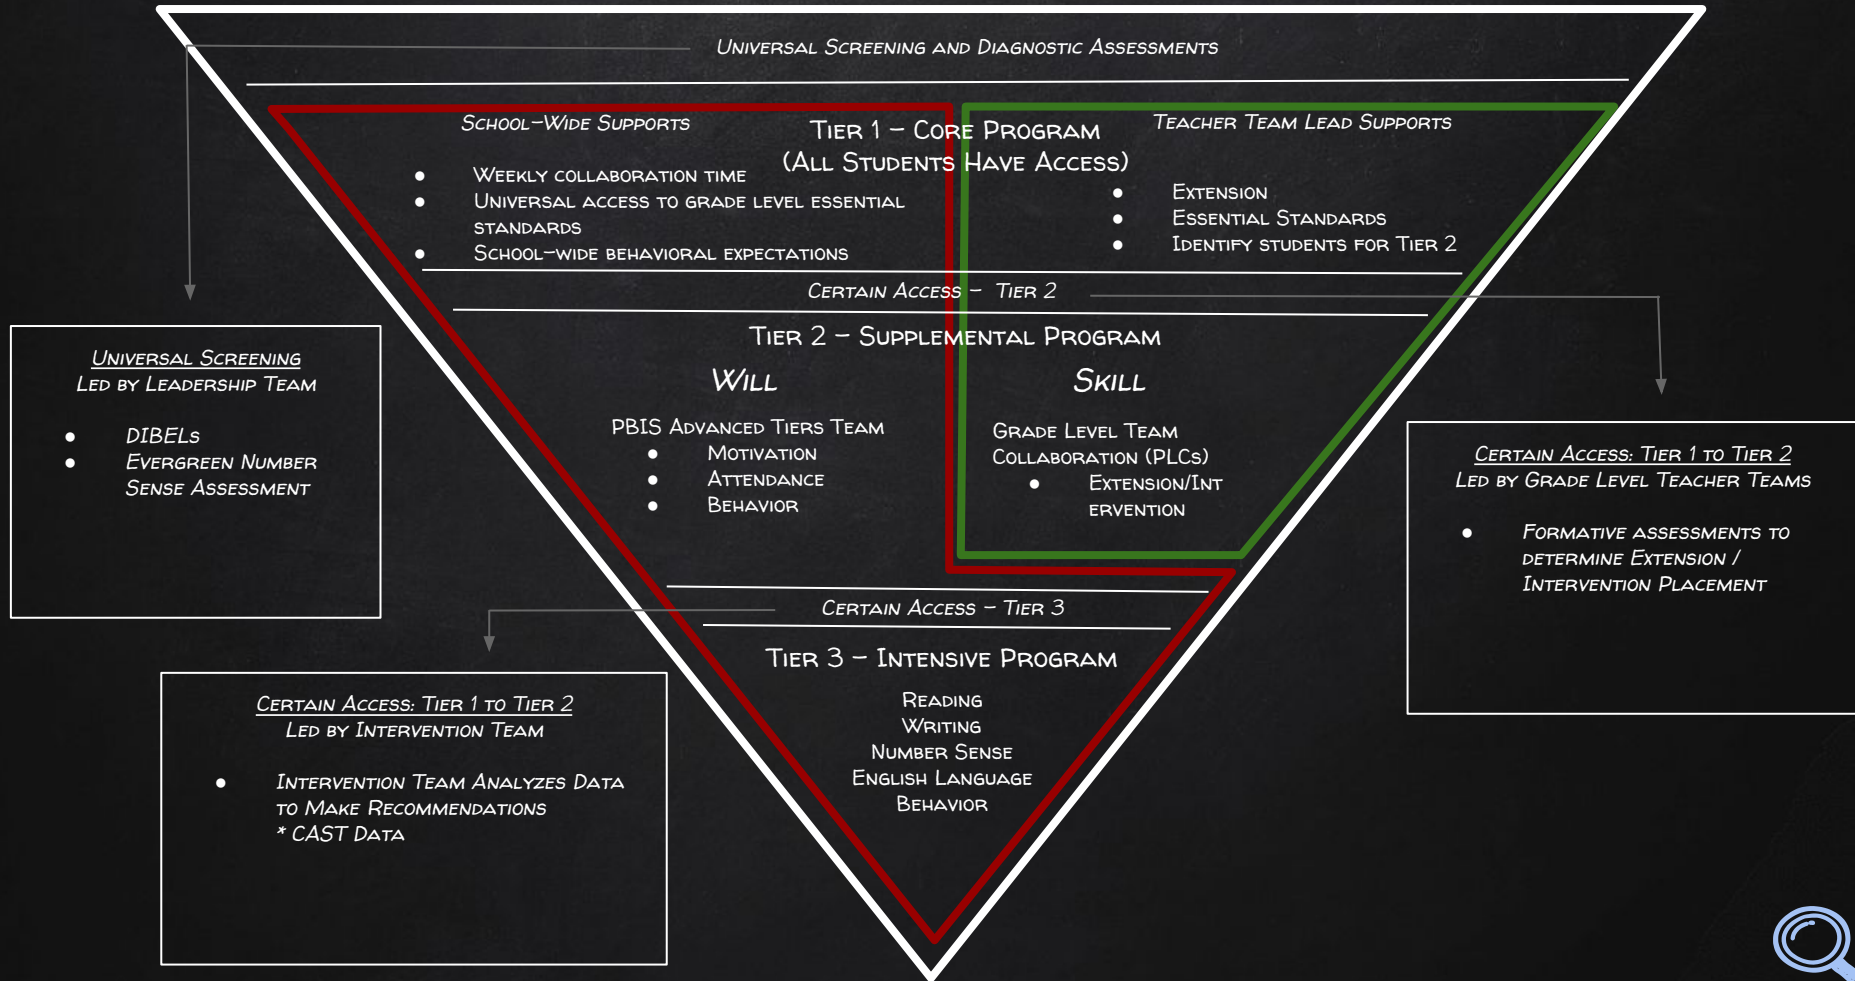 Universal Screening and Diagnostic Assessments
School-Wide Supports
Teacher Team Lead Supports
Tier 1 – Core Program
(All Students Have Access)
● Weekly collaboration time
● Universal access to grade level essential
standards
● School-wide behavioral expectations
● Extension
● Essential Standards
● Identify students for Tier 2
Certain Access – Tier 2
Tier 2 – Supplemental Program
Will
PBIS Advanced Tiers Team
● Motivation
● Attendance
● Behavior
Skill
Grade Level Team
Collaboration (PLCs)
● Extension/Int
ervention
Certain Access – Tier 3
Tier 3 – Intensive Program
Reading
Writing
Number Sense
English Language
Behavior
Universal Screening
Led by Leadership Team
● DIBELs
● Evergreen Number
Sense Assessment
Certain Access: Tier 1 to Tier 2
Led by Grade Level Teacher Teams
● Formative assessments to
determine Extension /
Intervention Placement
Certain Access: Tier 1 to Tier 2
Led by Intervention Team
● Intervention Team Analyzes Data
to Make Recommendations
* CAST Data